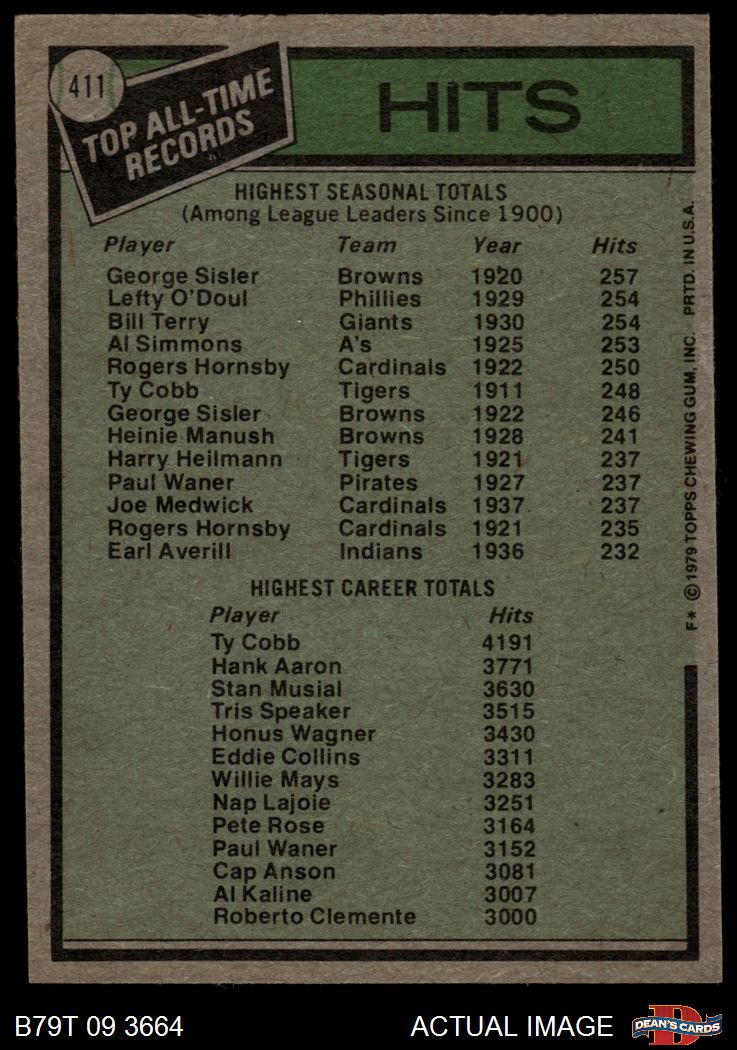 411
TOP ALL-TIME
RECORDS
HITS
HIGHEST SEASONAL TOTALS
(Among League Leaders Since 1900)
Player Team Year Hits
George Sisler Browns 1920 257
Lefty O'Doul Phillies 1929 254
Bill Terry Giants 1930 254
Al Simmons A's 1925 253
Rogers Hornsby Cardinals 1922 250
Ty Cobb Tigers 1911 248
George Sisler Browns 1922 246
Heinie Manush Browns 1928 241
Harry Heilmann Tigers 1921 237
Paul Waner Pirates 1927 237
Joe Medwick Cardinals 1937 237
Rogers Hornsby Cardinals 1921 235
Earl Averill Indians 1936 232
HIGHEST CAREER TOTALS
Player Hits
Ty Cobb 4191
Hank Aaron 3771
Stan Musial 3630
Tris Speaker 3515
Honus Wagner 3430
Eddie Collins 3311
Willie Mays 3283
Nap Lajoie 3251
Pete Rose 3164
Paul Waner 3152
Cap Anson 3081
Al Kaline 3007
Roberto Clemente 3000
F* © 1979 TOPPS CHEWING GUM, INC. PRTD. IN U.S.A.
B79T 09 3664 ACTUAL IMAGE
D
DEAN'S CARDS